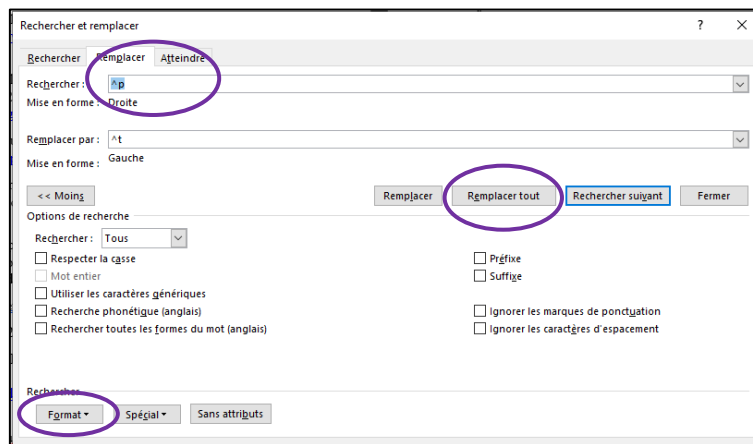 Rechercher et remplacer ? ×
Rechercher Remplacer Atteindre
Rechercher : ^p
Mise en forme : Droite
Remplacer par : ^t
Mise en forme : Gauche
<< Moins Remplacer Remplacer tout Rechercher suivant Fermer
Options de recherche
Rechercher : Tous
Respecter la casse Préfixe
Mot entier Suffixe
Utiliser les caractères génériques
Recherche phonétique (anglais) Ignorer les marques de ponctuation
Rechercher toutes les formes du mot (anglais) Ignorer les caractères d'espacement
Rechercher
Format Spécial Sans attributs